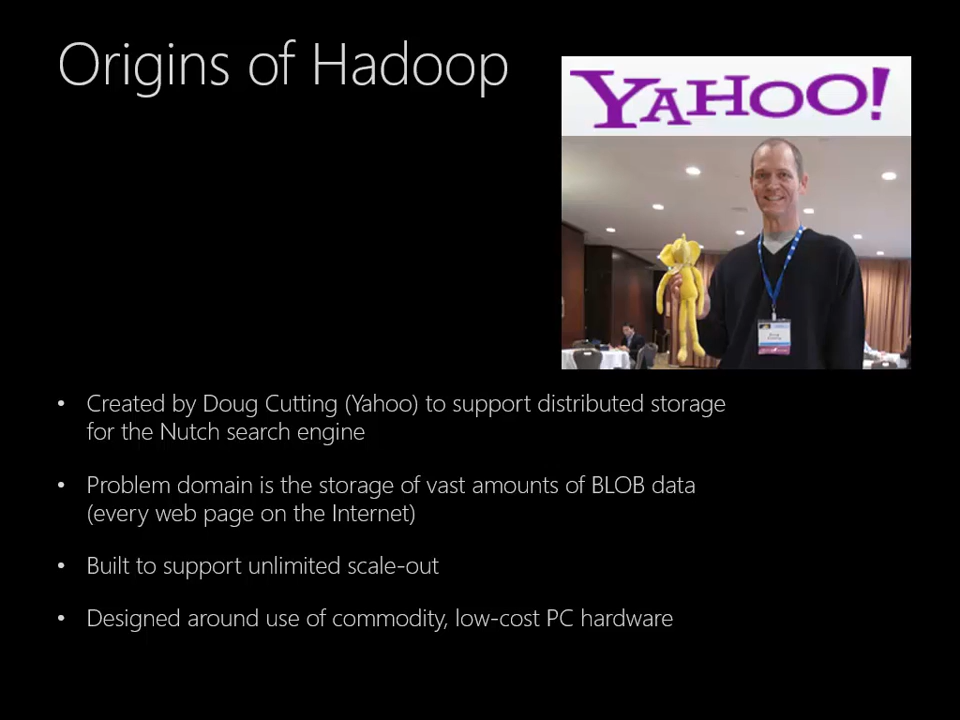 Origins of Hadoop
YAHOO!
• Created by Doug Cutting (Yahoo) to support distributed storage
for the Nutch search engine
• Problem domain is the storage of vast amounts of BLOB data
(every web page on the Internet)
• Built to support unlimited scale-out
• Designed around use of commodity, low-cost PC hardware